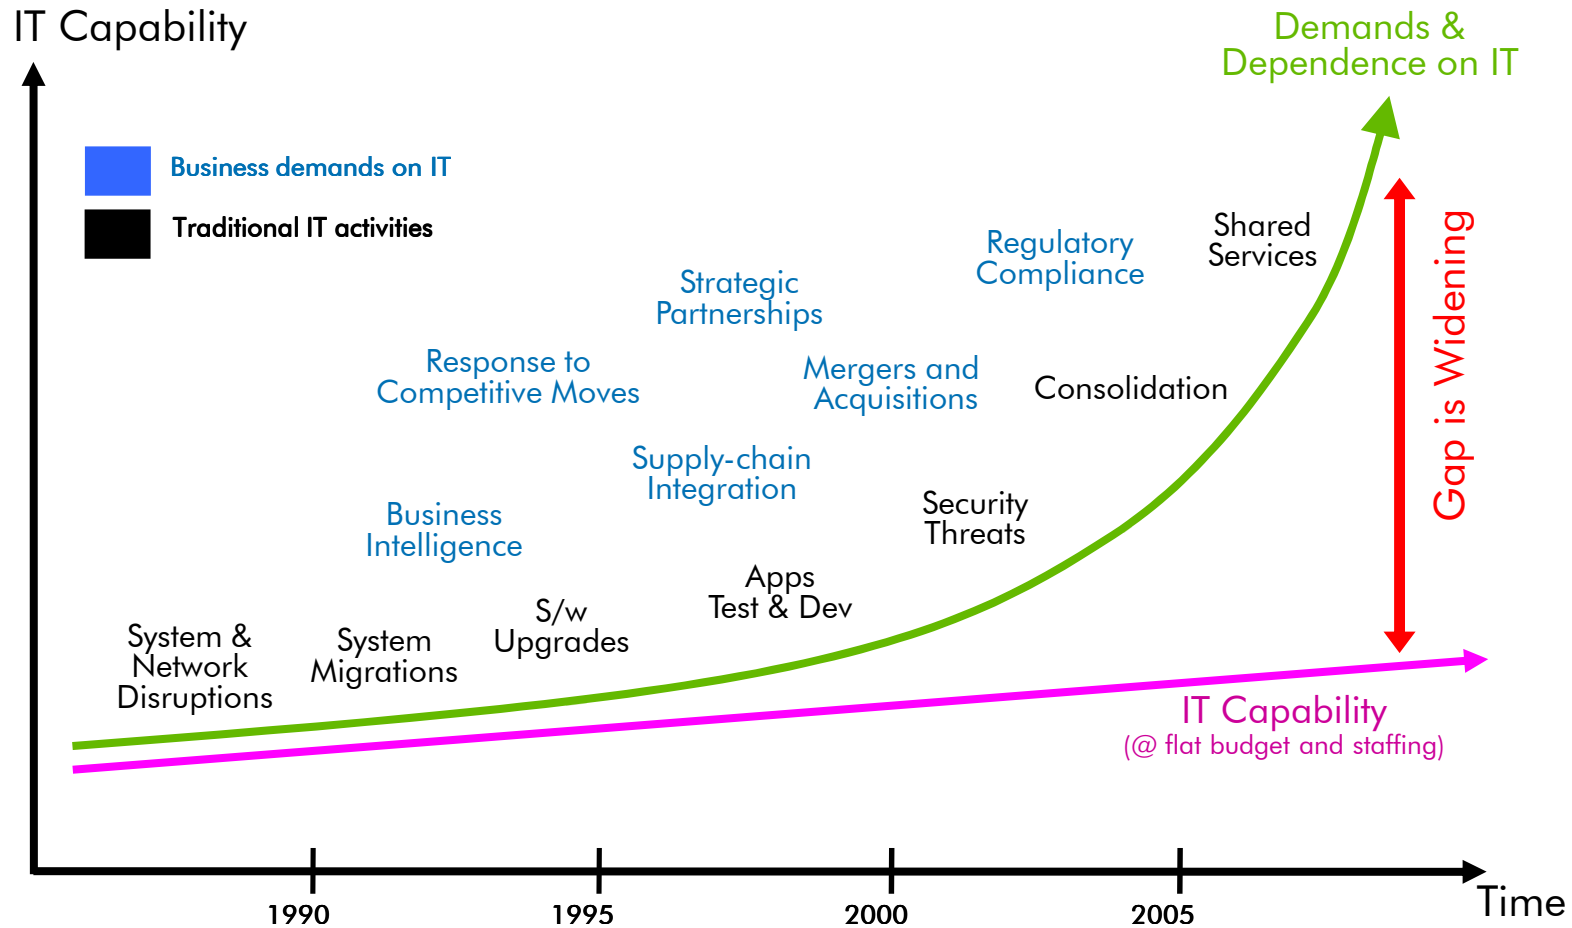 IT Capability
Demands &
Dependence on IT
Business demands on IT
Traditional IT activities
Shared
Services
Regulatory
Compliance
Strategic
Partnerships
Response to
Competitive Moves
Mergers and
Acquisitions
Consolidation
Gap is Widening
Supply-chain
Integration
Business
Intelligence
Security
Threats
Apps
Test & Dev
S/w
Upgrades
System &
Network
Disruptions
System
Migrations
IT Capability
(@ flat budget and staffing)
1990
1995
2000
2005
Time